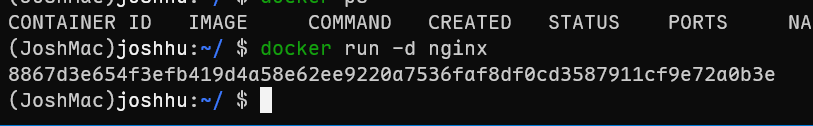 CONTAINER ID   IMAGE     COMMAND   CREATED   STATUS    PORTS     NA
(JoshMac)joshhu:~/ $ docker run -d nginx
8867d3e654f3efb419d4a58e62ee9220a7536faf8df0cd3587911cf9e72a0b3e
(JoshMac)joshhu:~/ $